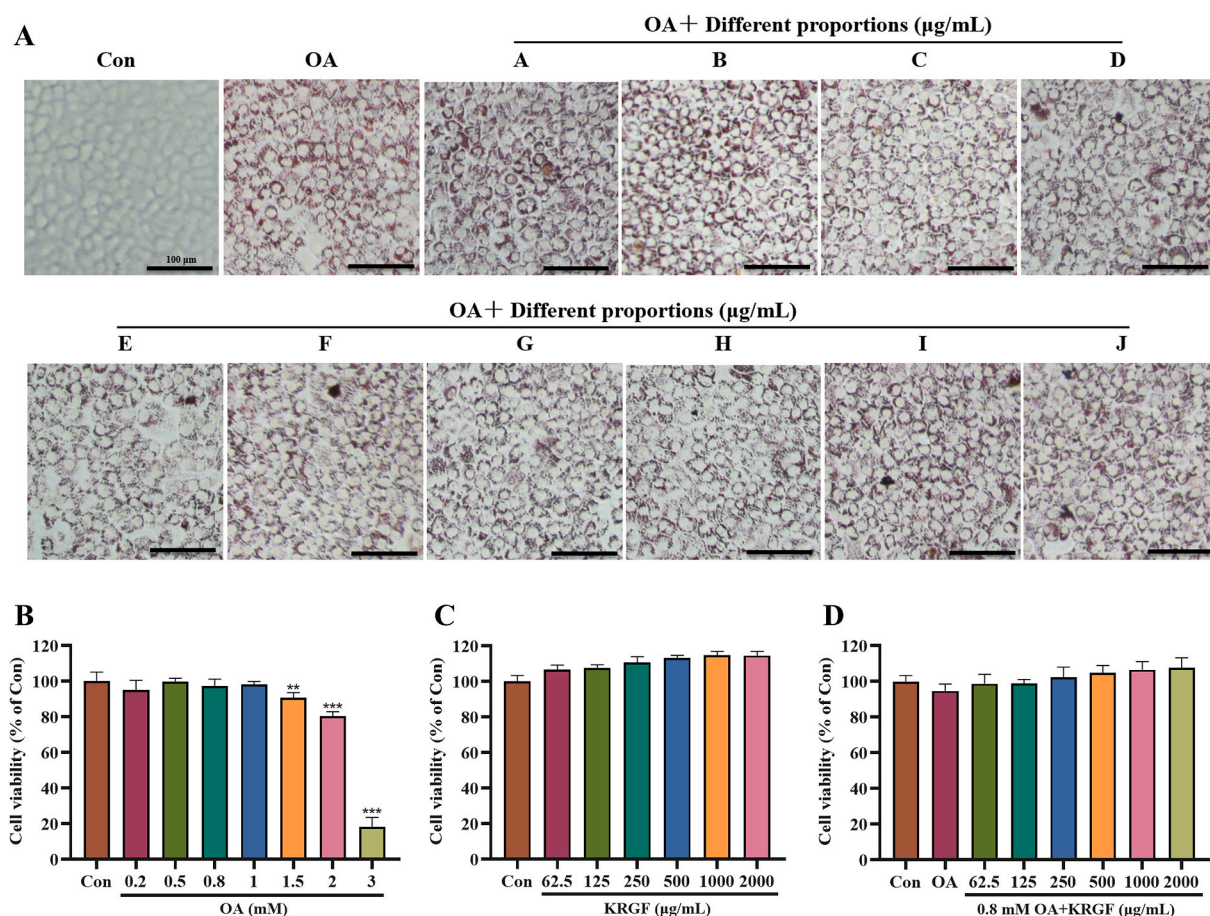 A
OA+ Different proportions (μg/mL)
Con OA A B C D
100 μm
OA+ Different proportions (μg/mL)
E F G H I J
B
Cell viability (% of Con)
120
100
80
60
40
20
0
** *** ***
Con 0.2 0.5 0.8 1 1.5 2 3
OA (mM)
C
Cell viability (% of Con)
120
100
80
60
40
20
0
Con 62.5 125 250 500 1000 2000
KRGF (μg/mL)
D
Cell viability (% of Con)
120
100
80
60
40
20
0
Con OA 62.5 125 250 500 1000 2000
0.8 mM OA+KRGF (μg/mL)